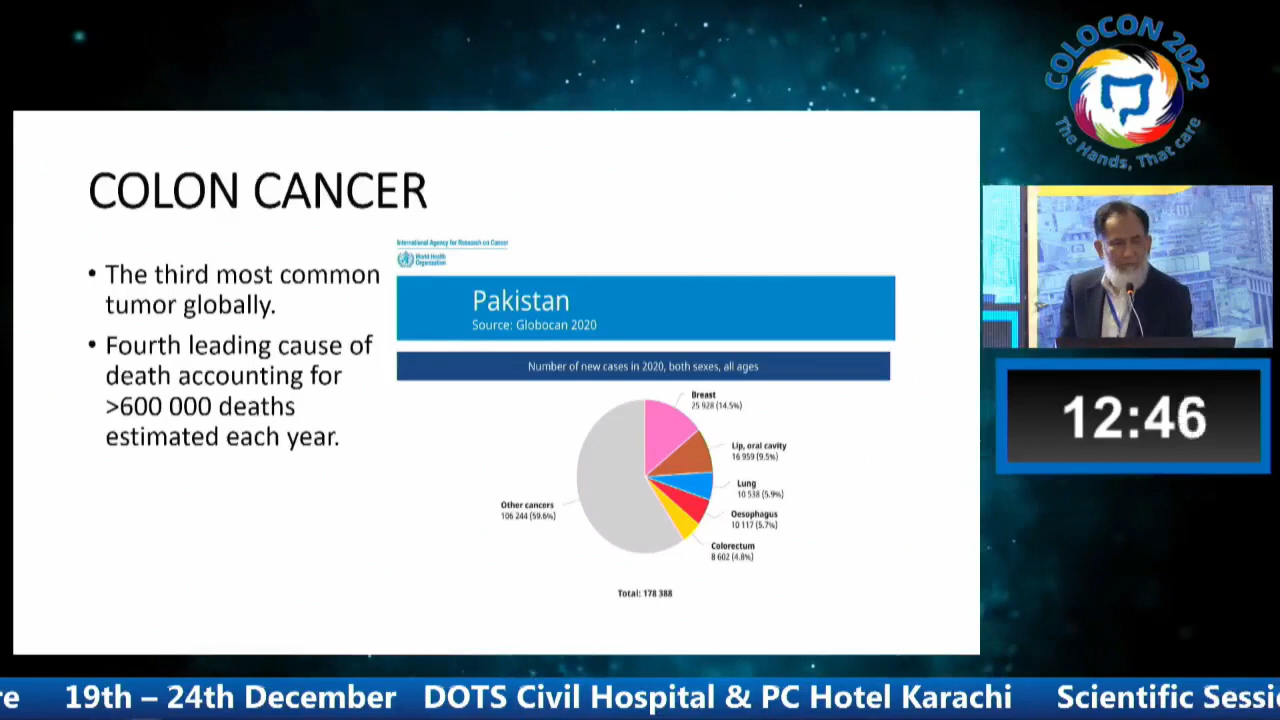 COLOCON 2022
The Hands, That care
COLON CANCER
• The third most common
tumor globally.
• Fourth leading cause of
death accounting for
>600 000 deaths
estimated each year.
International Agency for Research on Cancer
World Health
Organization
Pakistan
Source: Globocan 2020
Number of new cases in 2020, both sexes, all ages
Breast
25 928 (14.5%)
Lip, oral cavity
16 959 (9.5%)
Lung
10 538 (5.9%)
Oesophagus
10 117 (5.7%)
Colorectum
8 602 (4.8%)
Other cancers
106 244 (59.6%)
Total: 178 388
12:46
re 19th – 24th December DOTS Civil Hospital & PC Hotel Karachi Scientific Sessi